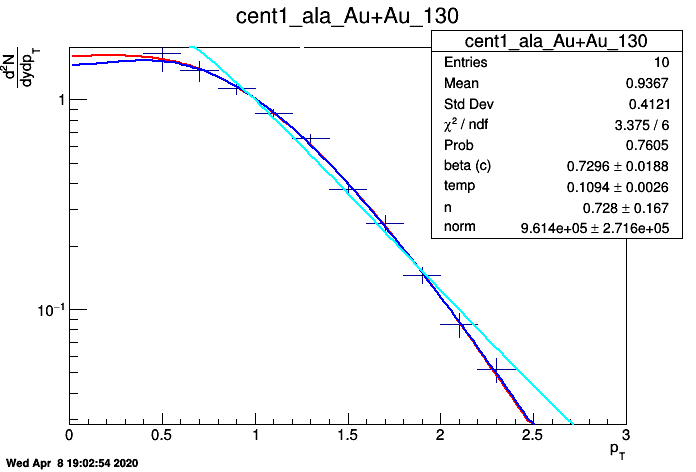 cent1_ala_Au+Au_130
d²N
dydp_T
cent1_ala_Au+Au_130
Entries 10
Mean 0.9367
Std Dev 0.4121
χ² / ndf 3.375 / 6
Prob 0.7605
beta (c) 0.7296 ± 0.0188
temp 0.1094 ± 0.0026
n 0.728 ± 0.167
norm 9.614e+05 ± 2.716e+05
1
10⁻¹
0 0.5 1 1.5 2 2.5 3
p_T
Wed Apr 8 19:02:54 2020